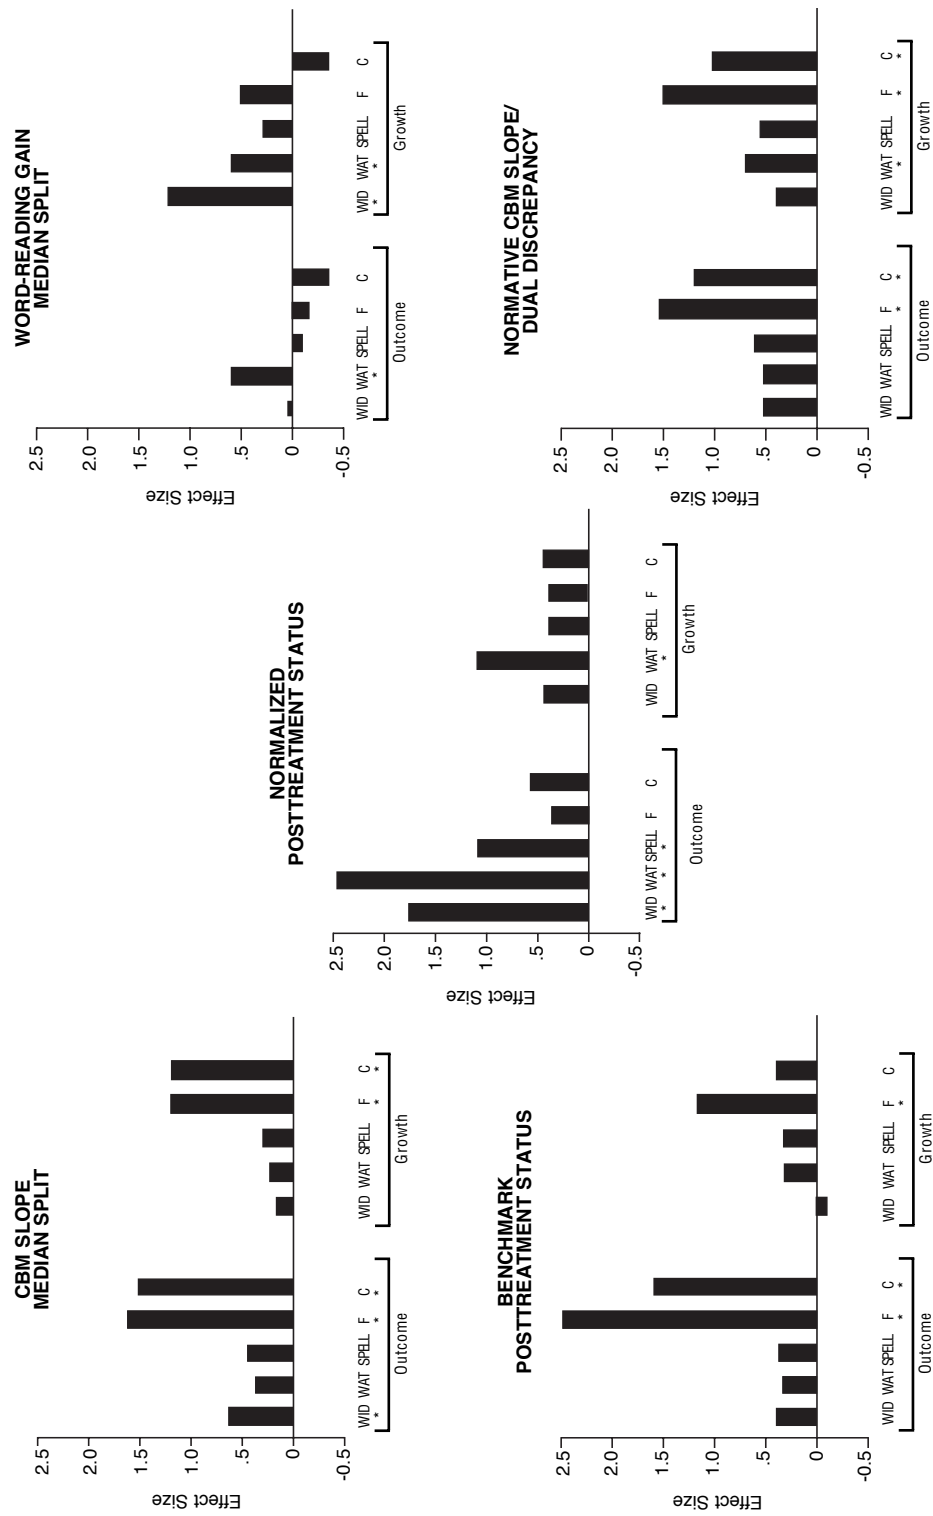 WORD-READING GAIN
MEDIAN SPLIT
Effect Size
2.5
2.0
1.5
1.0
.5
0
-0.5
WID WAT SPELL F C
*
Outcome
WID WAT SPELL F C
* *
Growth
NORMATIVE CBM SLOPE/
DUAL DISCREPANCY
Effect Size
2.5
2.0
1.5
1.0
.5
0
-0.5
WID WAT SPELL F C
* *
Outcome
WID WAT SPELL F C
* * *
Growth
NORMALIZED
POSTTREATMENT STATUS
Effect Size
2.5
2.0
1.5
1.0
.5
0
-0.5
WID WAT SPELL F C
* * *
Outcome
WID WAT SPELL F C
*
Growth
CBM SLOPE
MEDIAN SPLIT
Effect Size
2.5
2.0
1.5
1.0
.5
0
-0.5
WID WAT SPELL F C
* * *
Outcome
WID WAT SPELL F C
* *
Growth
BENCHMARK
POSTTREATMENT STATUS
Effect Size
2.5
2.0
1.5
1.0
.5
0
-0.5
WID WAT SPELL F C
* *
Outcome
WID WAT SPELL F C
*
Growth